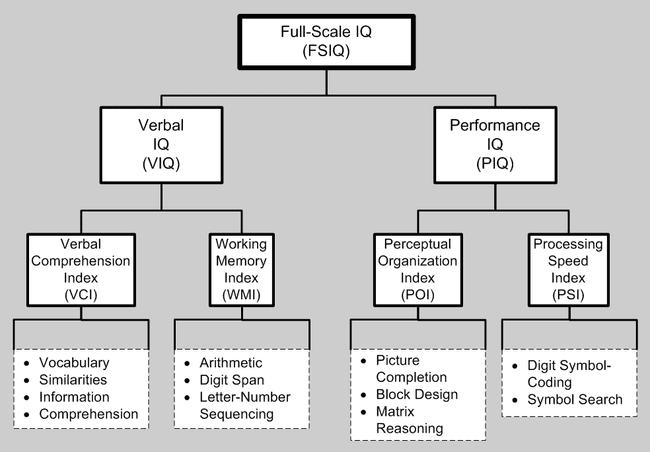 Full-Scale IQ
(FSIQ)
Verbal
IQ
(VIQ)
Performance
IQ
(PIQ)
Verbal
Comprehension
Index
(VCI)
Working
Memory
Index
(WMI)
Perceptual
Organization
Index
(POI)
Processing
Speed
Index
(PSI)
• Vocabulary
• Similarities
• Information
• Comprehension
• Arithmetic
• Digit Span
• Letter-Number
Sequencing
• Picture
Completion
• Block Design
• Matrix
Reasoning
• Digit Symbol-
Coding
• Symbol Search